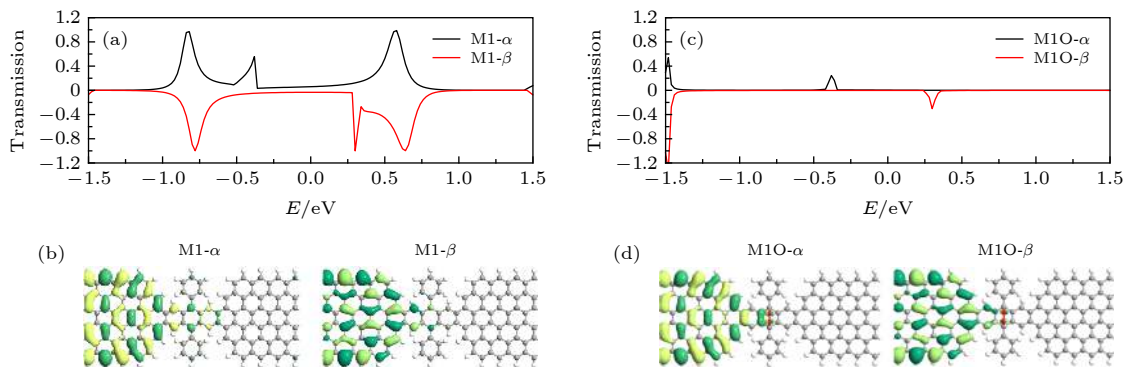 (a)
M1-α
M1-β
Transmission
1.2
0.8
0.4
0
−0.4
−0.8
−1.2
−1.5
−1.0
−0.5
0.0
0.5
1.0
1.5
E/eV
(c)
M1O-α
M1O-β
Transmission
1.2
0.8
0.4
0
−0.4
−0.8
−1.2
−1.5
−1.0
−0.5
0.0
0.5
1.0
1.5
E/eV
(b)
M1-α
M1-β
(d)
M1O-α
M1O-β